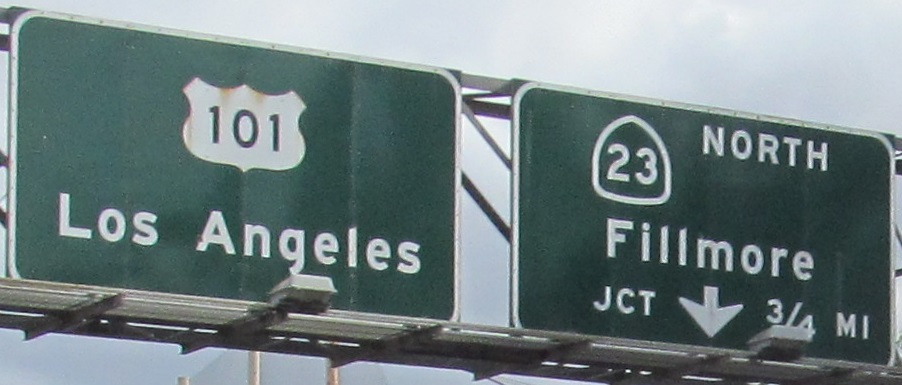 101
Los Angeles
23 NORTH
Fillmore
JCT 3/4 MI